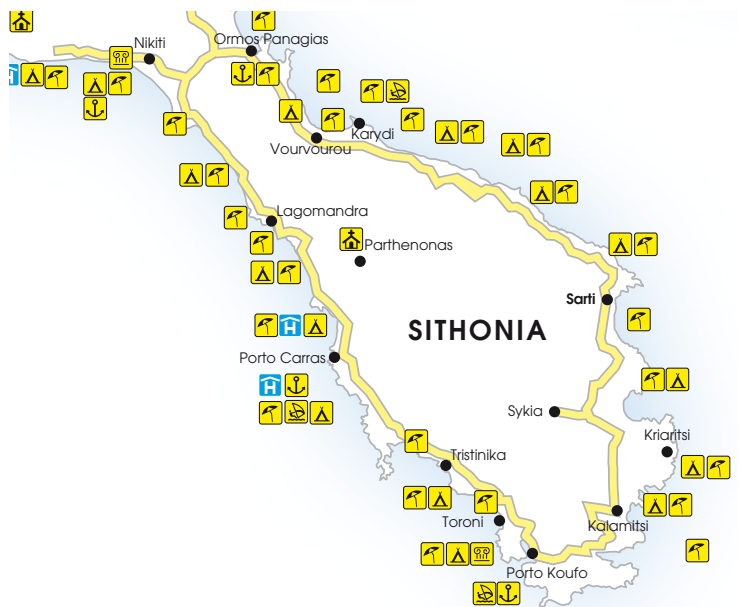 Nikiti
Ormos Panagias
Karydi
Vourvourou
Lagomandra
Parthenonas
Sarti
SITHONIA
H
Porto Carras
H
Sykia
Kriaritsi
Tristinika
Toroni
Kalamitsi
Porto Koufo